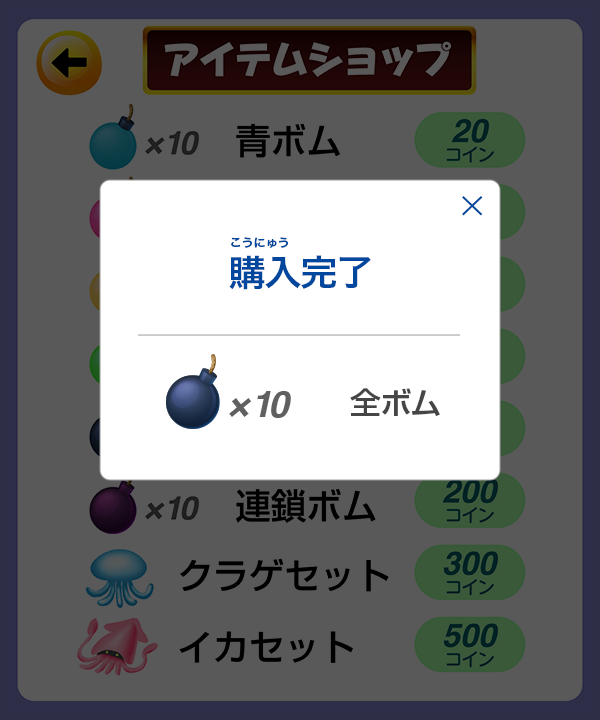 アイテムショップ
×10 青ボム 20
コイン
こうにゅう
購入完了
×10 全ボム
200
×10 連鎖ボム コイン
クラゲセット 300
コイン
イカセット 500
コイン